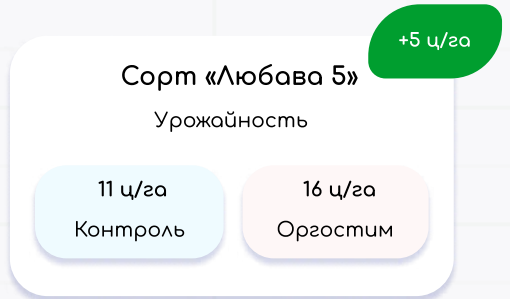 +5 ц/га
Сорт «Любава 5»
Урожайность
11 ц/га
Контроль
16 ц/га
Оргостим